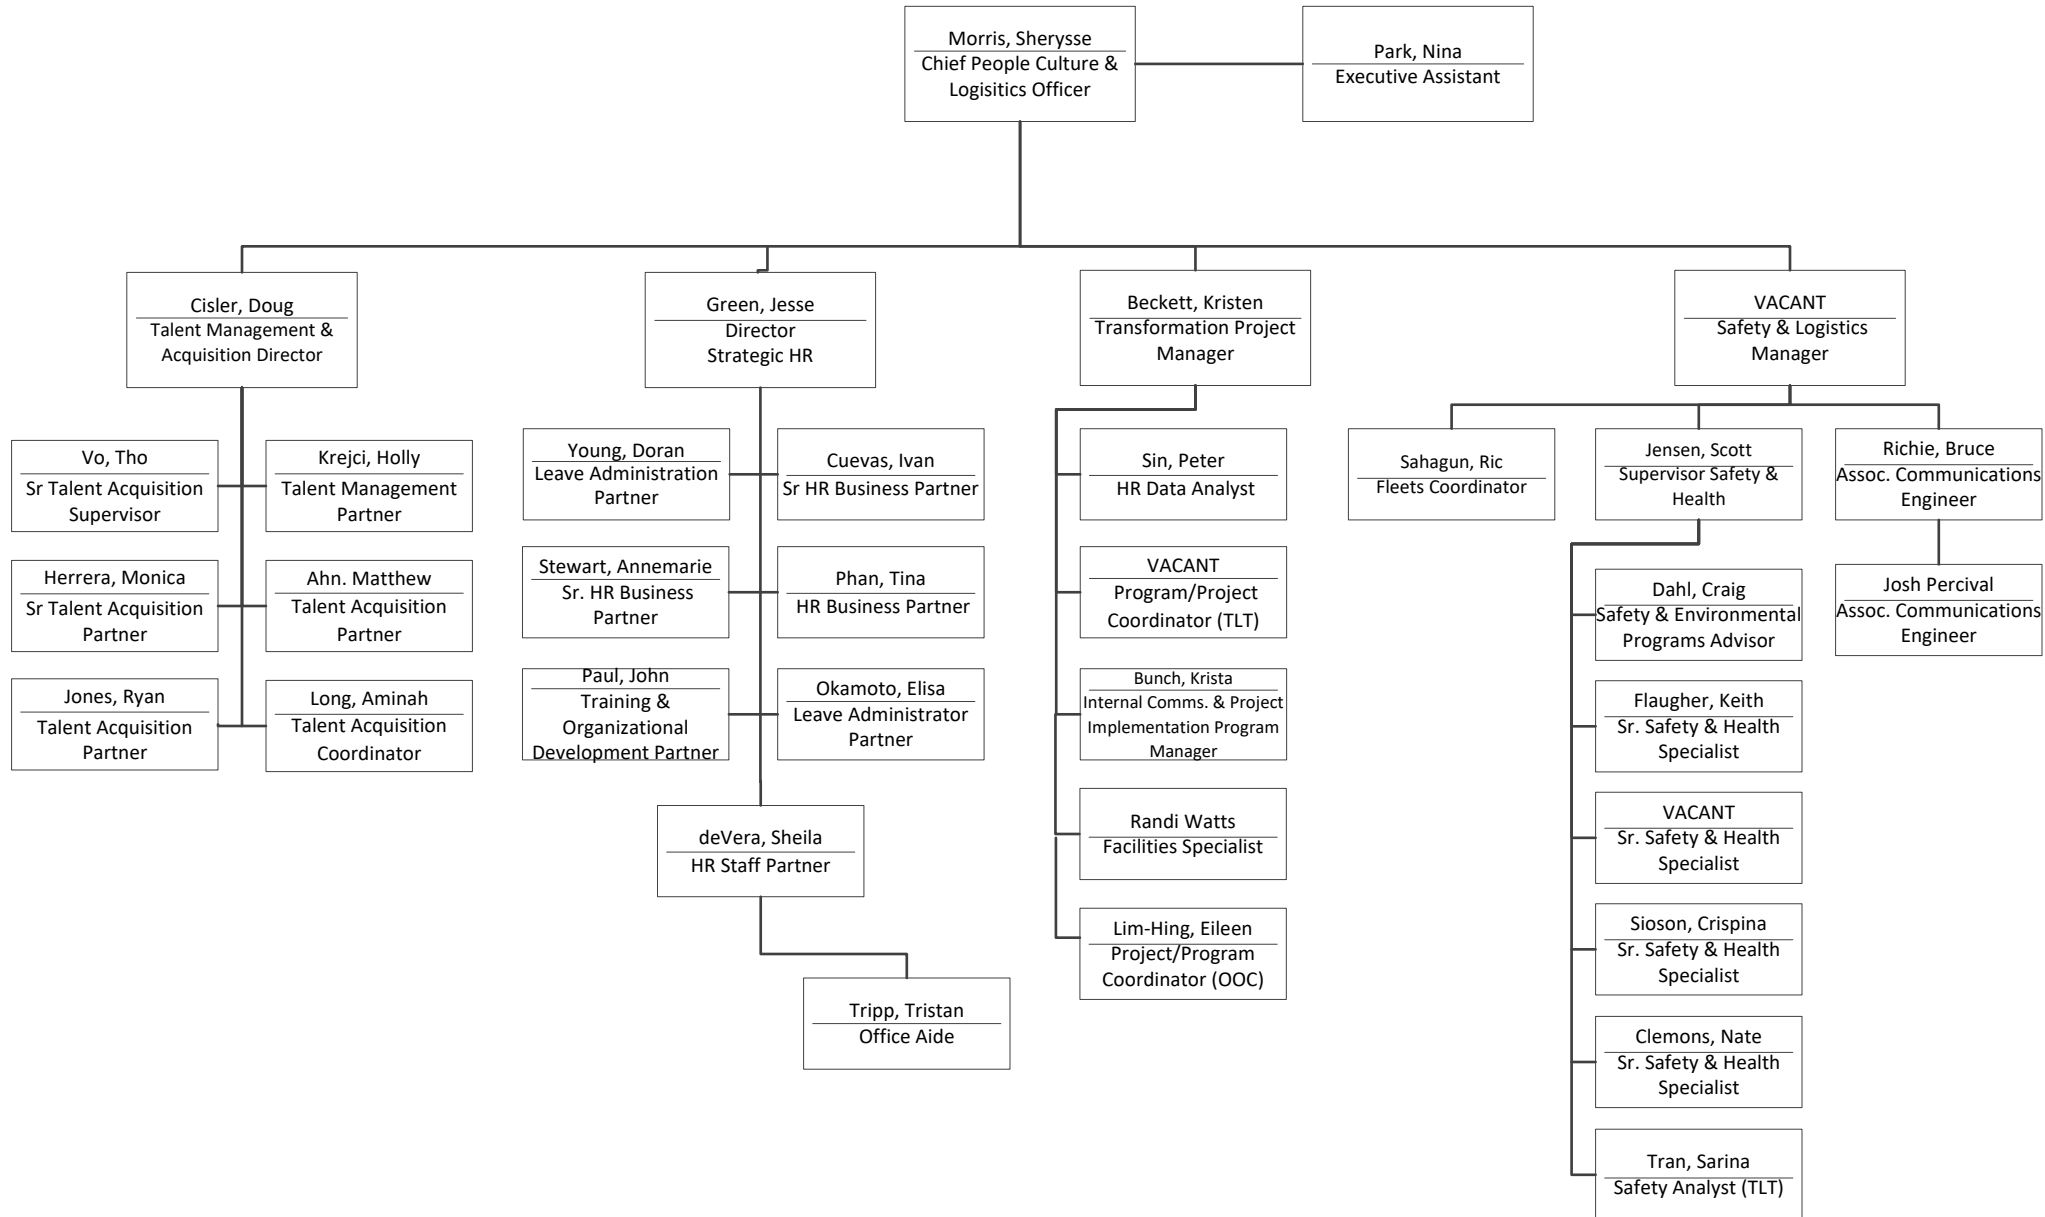 Morris, Sherysse
Chief People Culture &
Logisitics Officer
Park, Nina
Executive Assistant
Cisler, Doug
Talent Management &
Acquisition Director
Green, Jesse
Director
Strategic HR
Beckett, Kristen
Transformation Project
Manager
VACANT
Safety & Logistics
Manager
Vo, Tho
Sr Talent Acquisition
Supervisor
Krejci, Holly
Talent Management
Partner
Herrera, Monica
Sr Talent Acquisition
Partner
Ahn. Matthew
Talent Acquisition
Partner
Jones, Ryan
Talent Acquisition
Partner
Long, Aminah
Talent Acquisition
Coordinator
Young, Doran
Leave Administration
Partner
Cuevas, Ivan
Sr HR Business Partner
Stewart, Annemarie
Sr. HR Business
Partner
Phan, Tina
HR Business Partner
Paul, John
Training &
Organizational
Development Partner
Okamoto, Elisa
Leave Administrator
Partner
deVera, Sheila
HR Staff Partner
Tripp, Tristan
Office Aide
Sin, Peter
HR Data Analyst
VACANT
Program/Project
Coordinator (TLT)
Bunch, Krista
Internal Comms. & Project
Implementation Program
Manager
Randi Watts
Facilities Specialist
Lim-Hing, Eileen
Project/Program
Coordinator (OOC)
Sahagun, Ric
Fleets Coordinator
Jensen, Scott
Supervisor Safety &
Health
Richie, Bruce
Assoc. Communications
Engineer
Josh Percival
Assoc. Communications
Engineer
Dahl, Craig
Safety & Environmental
Programs Advisor
Flaugher, Keith
Sr. Safety & Health
Specialist
VACANT
Sr. Safety & Health
Specialist
Sioson, Crispina
Sr. Safety & Health
Specialist
Clemons, Nate
Sr. Safety & Health
Specialist
Tran, Sarina
Safety Analyst (TLT)